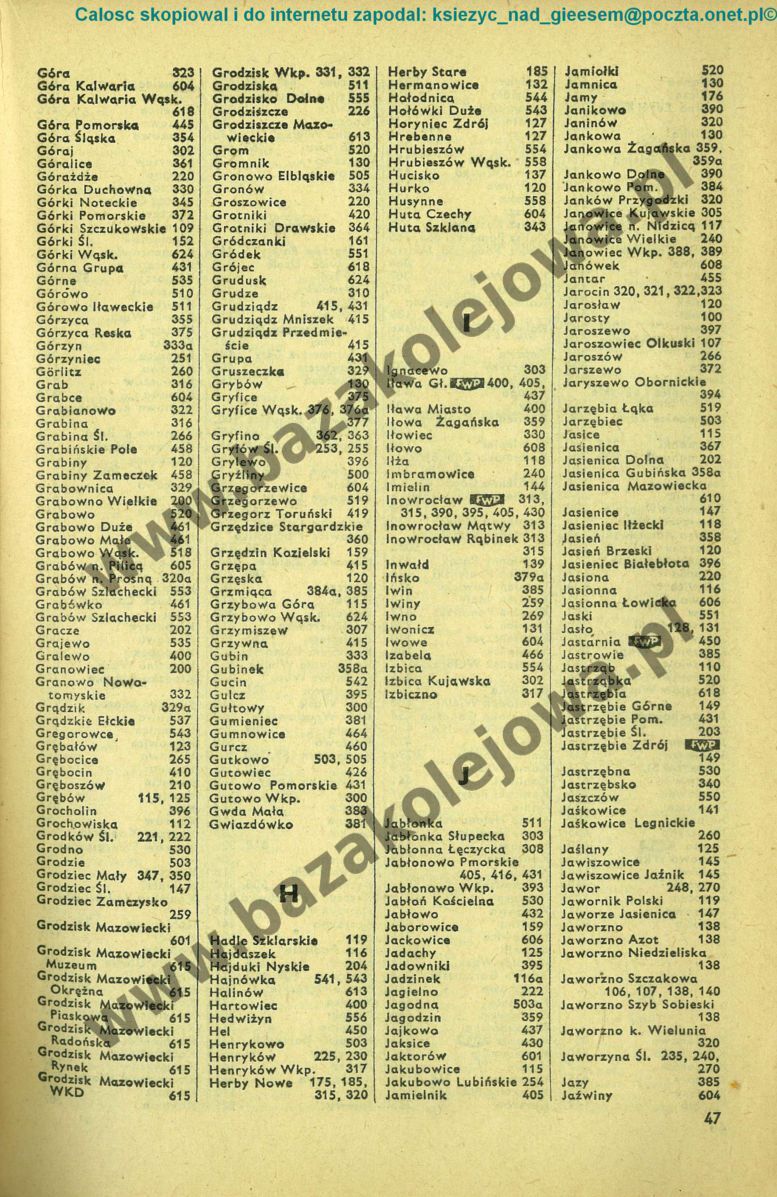 Calosc skopiowal i do internetu zapodal: ksiezyc_nad_gieesem@poczta.onet.pl©
Góra 323
Góra Kalwaria 604
Góra Kalwaria Wąsk.
618
Góra Pomorska 445
Góra Śląska 354
Góraj 302
Góralice 361
Górażdże 220
Górka Duchowna 330
Górki Noteckie 345
Górki Pomorskie 372
Górki Szczukowskie 109
Górki Śl. 152
Górki Wąsk. 624
Górna Grupa 431
Górne 535
Górowo 510
Górowo Iławeckie 511
Górzyca 355
Górzyca Reska 375
Górzyn 333a
Górzyniec 251
Görlitz 260
Grab 316
Grabce 604
Grabianowo 322
Grabina 316
Grabina Śl. 266
Grabińskie Pole 458
Grabiny 120
Grabiny Zameczek 458
Grabownica 329
Grabowno Wielkie 200
Grabowo 520
Grabowo Duże 461
Grabowo Małe 461
Grabowo Wąsk. 518
Grabów n. Pilicą 605
Grabów n. Prosną 320a
Grabów Szlachecki 553
Grabówko 461
Grabów Szlachecki 553
Gracze 202
Grajewo 535
Gralewo 400
Granowiec 200
Granowo Nowo-
tomyskie 332
Grądzik 329a
Grądzkie Ełckie 537
Gregorowce 543
Grębałów 123
Grębocice 265
Grębocin 410
Gręboszów 210
Grębów 115, 125
Grocholin 396
Grochowiska 112
Grodków Śl. 221, 222
Grodno 530
Grodzie 503
Grodziec Mały 347, 350
Grodziec Śl. 147
Grodziec Zamczysko
259
Grodzisk Mazowiecki
601
Grodzisk Mazowiecki
Muzeum 615
Grodzisk Mazowiecki
Okrężna 615
Grodzisk Mazowiecki
Piaskowa 615
Grodzisk Mazowiecki
Radońska 615
Grodzisk Mazowiecki
Rynek 615
Grodzisk Mazowiecki
WKD 615
Grodzisk Wkp. 331, 332
Grodziska 511
Grodzisko Dolne 555
Grodziszcze 226
Grodziszcze Mazo-
wieckie 613
Grom 520
Gromnik 130
Gronowo Elbląskie 505
Gronów 334
Groszowice 220
Grotniki 420
Grotniki Drawskie 364
Gródczanki 161
Gródek 551
Grójec 618
Grudusk 624
Grudze 310
Grudziądz 415, 431
Grudziądz Mniszek 415
Grudziądz Przedmie-
ście 415
Grupa 431
Gruszeczka 329
Grybów 130
Gryfice 375
Gryfice Wąsk. 376, 376a
377
Gryfino 362, 363
Gryfów Śl. 253, 255
Grylewo 396
Gryźliny 500
Grzegorzewice 604
Grzegorzewo 519
Grzegorz Toruński 419
Grzędzice Stargardzkie
360
Grzędzin Kozielski 159
Grzępa 415
Grzęska 120
Grzmiąca 384a, 385
Grzybowa Góra 115
Grzybowo Wąsk. 624
Grzymiszew 307
Grzywna 415
Gubin 333
Gubinek 358a
Gucin 542
Gulcz 395
Gułtowy 300
Gumieniec 381
Gumnowice 464
Gurcz 460
Gutkowo 503, 505
Gutowiec 426
Gutowo Pomorskie 431
Gutowo Wkp. 300
Gwda Mała 383
Gwiazdówko 381
H
Hadle Szklarskie 119
Hajdaszek 116
Hajduki Nyskie 204
Hajnówka 541, 543
Halinów 613
Hartowiec 400
Hedwiżyn 556
Hel 450
Henrykowo 503
Henryków 225, 230
Henryków Wkp. 317
Herby Nowe 175, 185,
315, 320
Herby Stare 185
Hermanowice 132
Hołodnica 544
Hołówki Duże 543
Horyniec Zdrój 127
Hrebenne 127
Hrubieszów 554
Hrubieszów Wąsk. 558
Hucisko 137
Hurko 120
Husynne 558
Huta Czechy 604
Huta Szklana 343
I
Ignacewo 303
Iława Gł. FWP 400, 405,
437
Iława Miasto 400
Iłowa Żagańska 359
Iłowiec 330
Iłowo 608
Iłża 118
Imbramowice 240
Imielin 144
Inowrocław FWP 313,
315, 390, 395, 405, 430
Inowrocław Mątwy 313
Inowrocław Rąbinek 313
315
Inwałd 139
Ińsko 379a
Iwin 385
Iwiny 259
Iwno 269
Iwonicz 131
Iwowe 604
Izabela 466
Izbica 554
Izbica Kujawska 302
Izbiczno 317
J
Jabłonka 511
Jabłonka Słupecka 303
Jabłonna Łęczycka 308
Jabłonowo Pmorskie
405, 416, 431
Jabłonowo Wkp. 393
Jabłoń Kościelna 530
Jabłowo 432
Jaborowice 159
Jackowice 606
Jadachy 125
Jadowniki 395
Jadzinek 116a
Jagielno 222
Jagodna 503a
Jagodzin 359
Jajkowo 437
Jaksice 430
Jaktorów 601
Jakubowice 115
Jakubowo Lubińskie 254
Jamielnik 405
Jamiołki 520
Jamnica 130
Jamy 176
Janikowo 390
Janinów 320
Jankowa 130
Jankowa Żagańska 359,
359a
Jankowo Dolne 390
Jankowo Pom. 384
Janków Przygodzki 320
Janowice Kujawskie 305
Janowice n. Nidzicą 117
Janowice Wielkie 240
Janowiec Wkp. 388, 389
Janówek 608
Jantar 455
Jarocin 320, 321, 322, 323
Jarosław 120
Jarosty 100
Jaroszewo 397
Jaroszowiec Olkuski 107
Jaroszów 266
Jarszewo 372
Jaryszewo Obornickie
394
Jarzębia Łąka 519
Jarzębiec 503
Jasice 115
Jasienica 367
Jasienica Dolna 202
Jasienica Gubińska 358a
Jasienica Mazowiecka
610
Jasienice 147
Jasieniec Iłżecki 118
Jasień 358
Jasień Brzeski 120
Jasieniec Białebłota 396
Jasiona 220
Jasionna 116
Jasionna Łowicka 606
Jaski 551
Jasło 128, 131
Jastarnia FWP 450
Jastrowie 385
Jastrząb 110
Jastrząbka 520
Jastrzębia 618
Jastrzębie Górne 149
Jastrzębie Pom. 431
Jastrzębie Śl. 203
Jastrzębie Zdrój FWP
149
Jastrzębna 530
Jastrzębsko 340
Jaszczów 550
Jaśkowice 141
Jaśkowice Legnickie
260
Jaślany 125
Jawiszowice 145
Jawiszowice Jaźnik 145
Jawor 248, 270
Jawornik Polski 119
Jaworze Jasienica 147
Jaworzno 138
Jaworzno Azot 138
Jaworzno Niedzieliska
138
Jaworzno Szczakowa
106, 107, 138, 140
Jaworzno Szyb Sobieski
138
Jaworzno k. Wielunia
320
Jaworzyna Śl. 235, 240,
270
Jazy 385
Jaźwiny 604
47
www.bazakolejowa.pl
www.bazakolejowa.pl